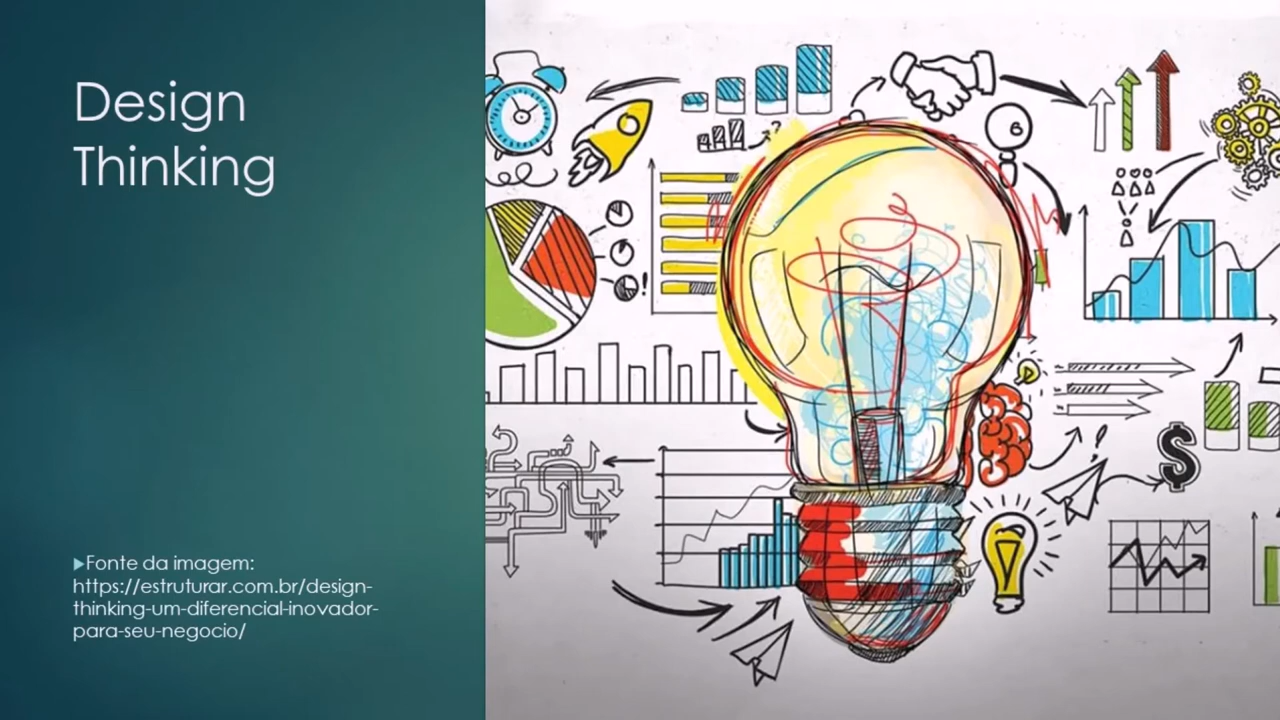 Design
Thinking
Fonte da imagem:
https://estruturar.com.br/design-
thinking-um-diferencial-inovador-
para-seu-negocio/